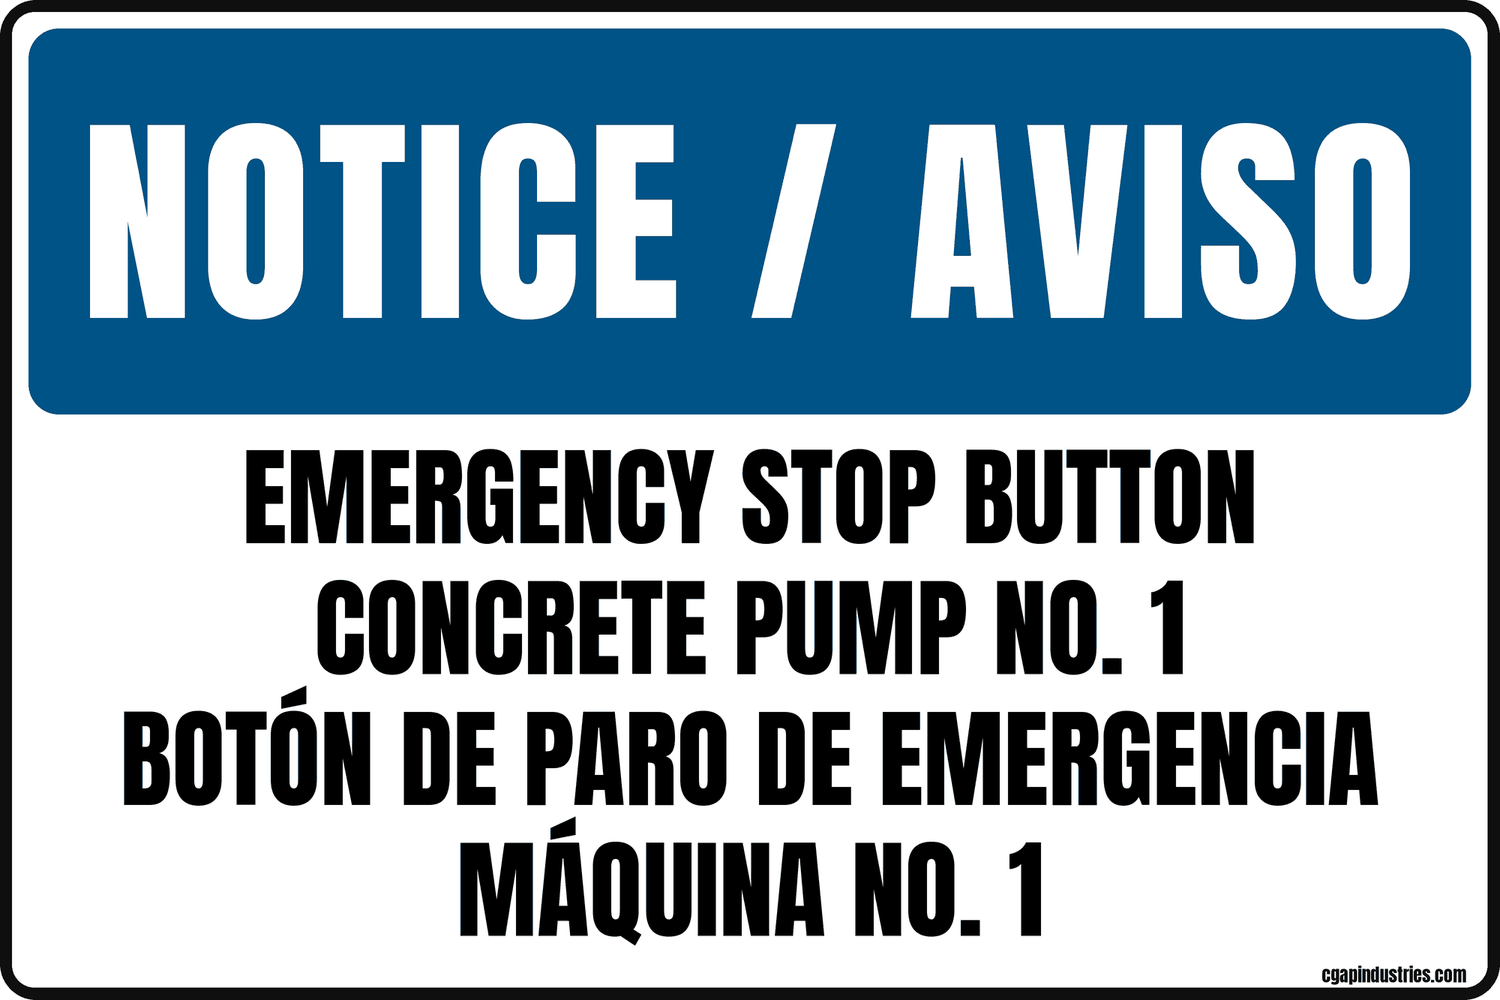 NOTICE / AVISO
EMERGENCY STOP BUTTON
CONCRETE PUMP NO. 1
BOTÓN DE PARO DE EMERGENCIA
MÁQUINA NO. 1
cgapindustries.com